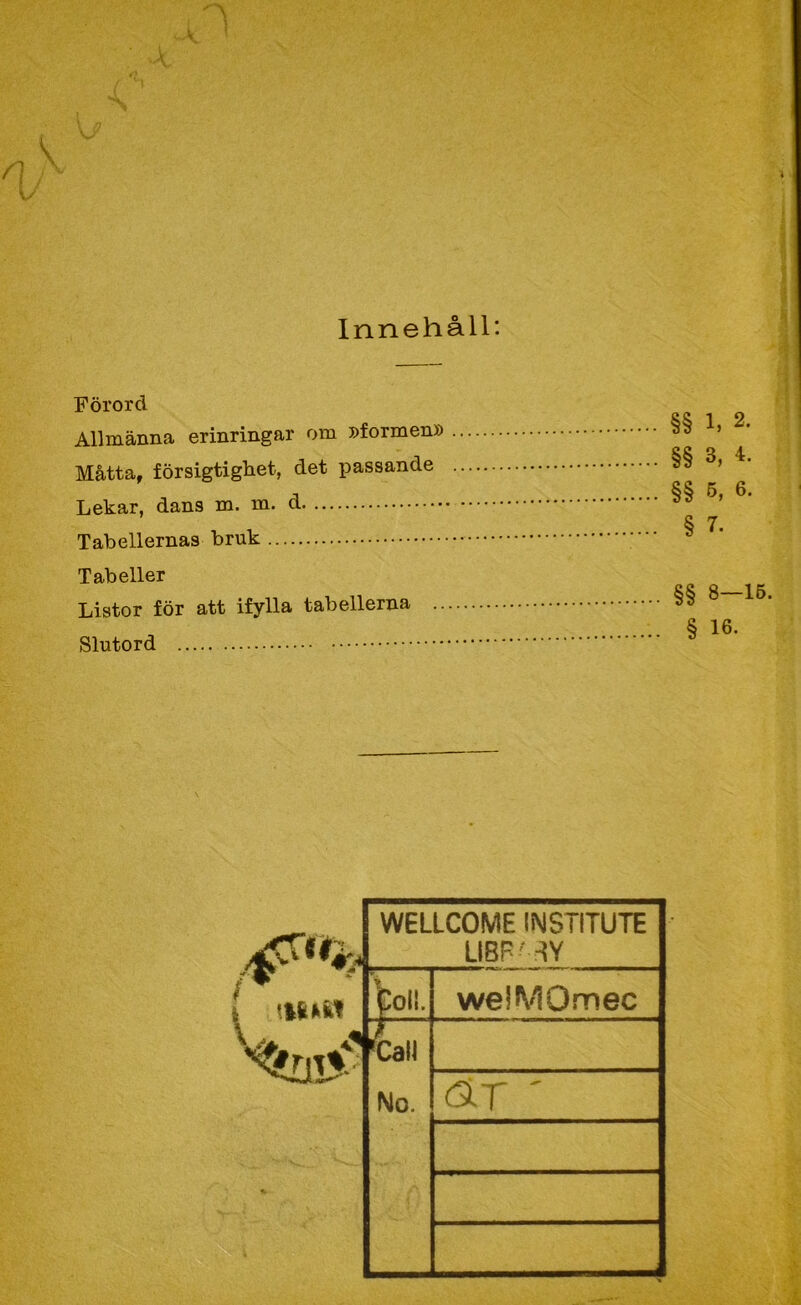 Innehåll:
Förord
Allmänna erinringar om »formen» ........................ §§ 1, 2.
Måtta, försigtighet, det passande ........................ §§ 3, 4.
Lekar, dans m. m. d. ........................ §§ 5, 6.
Tabellernas bruk ........................ § 7.
Tabeller
Listor för att ifylla tabellerna ........................ §§ 8—15.
Slutord ........................ § 16.
WELLCOME INSTITUTE
LIBRARY
Coll. welMOmec
Call
No.